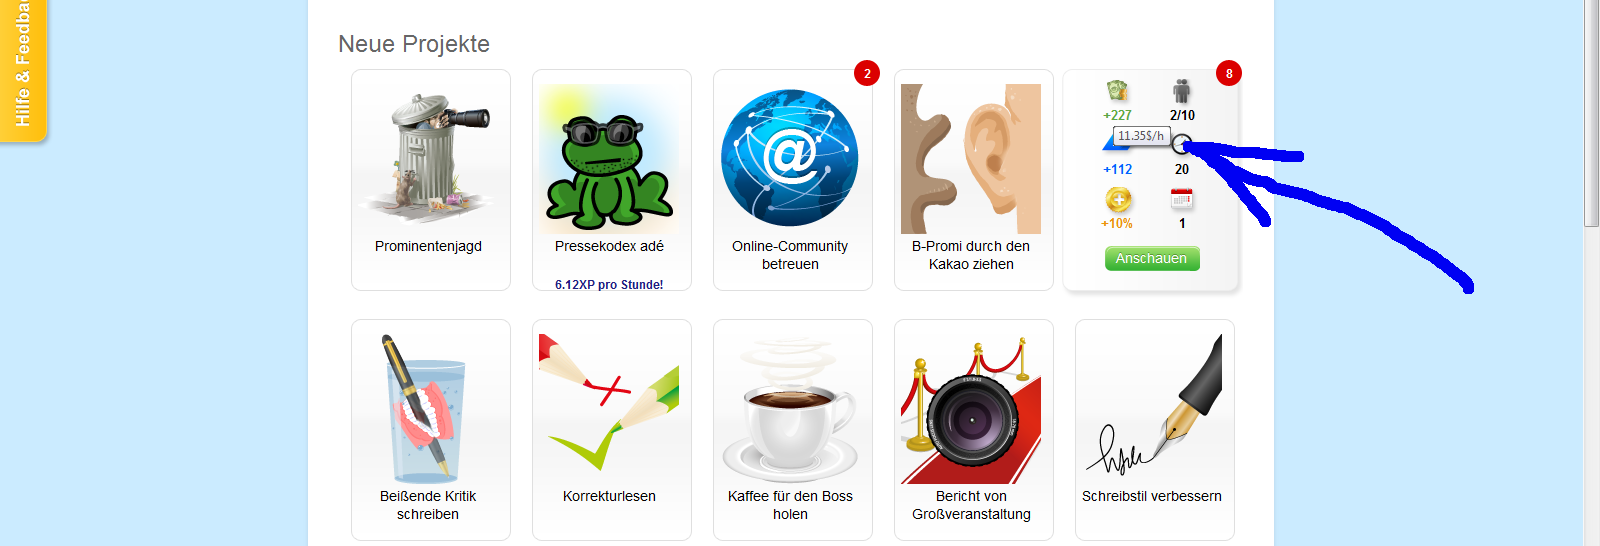 Hilfe & Feedbac
Neue Projekte
Prominentenjagd
Pressekodex adé
6.12XP pro Stunde!
2
@
Online-Community
betreuen
B-Promi durch den
Kakao ziehen
8
+227
2/10
11.35$/h
+112
20
+10%
1
Anschauen
Beißende Kritik
schreiben
Korrekturlesen
Kaffee für den Boss
holen
Bericht von
Großveranstaltung
Schreibstil verbessern